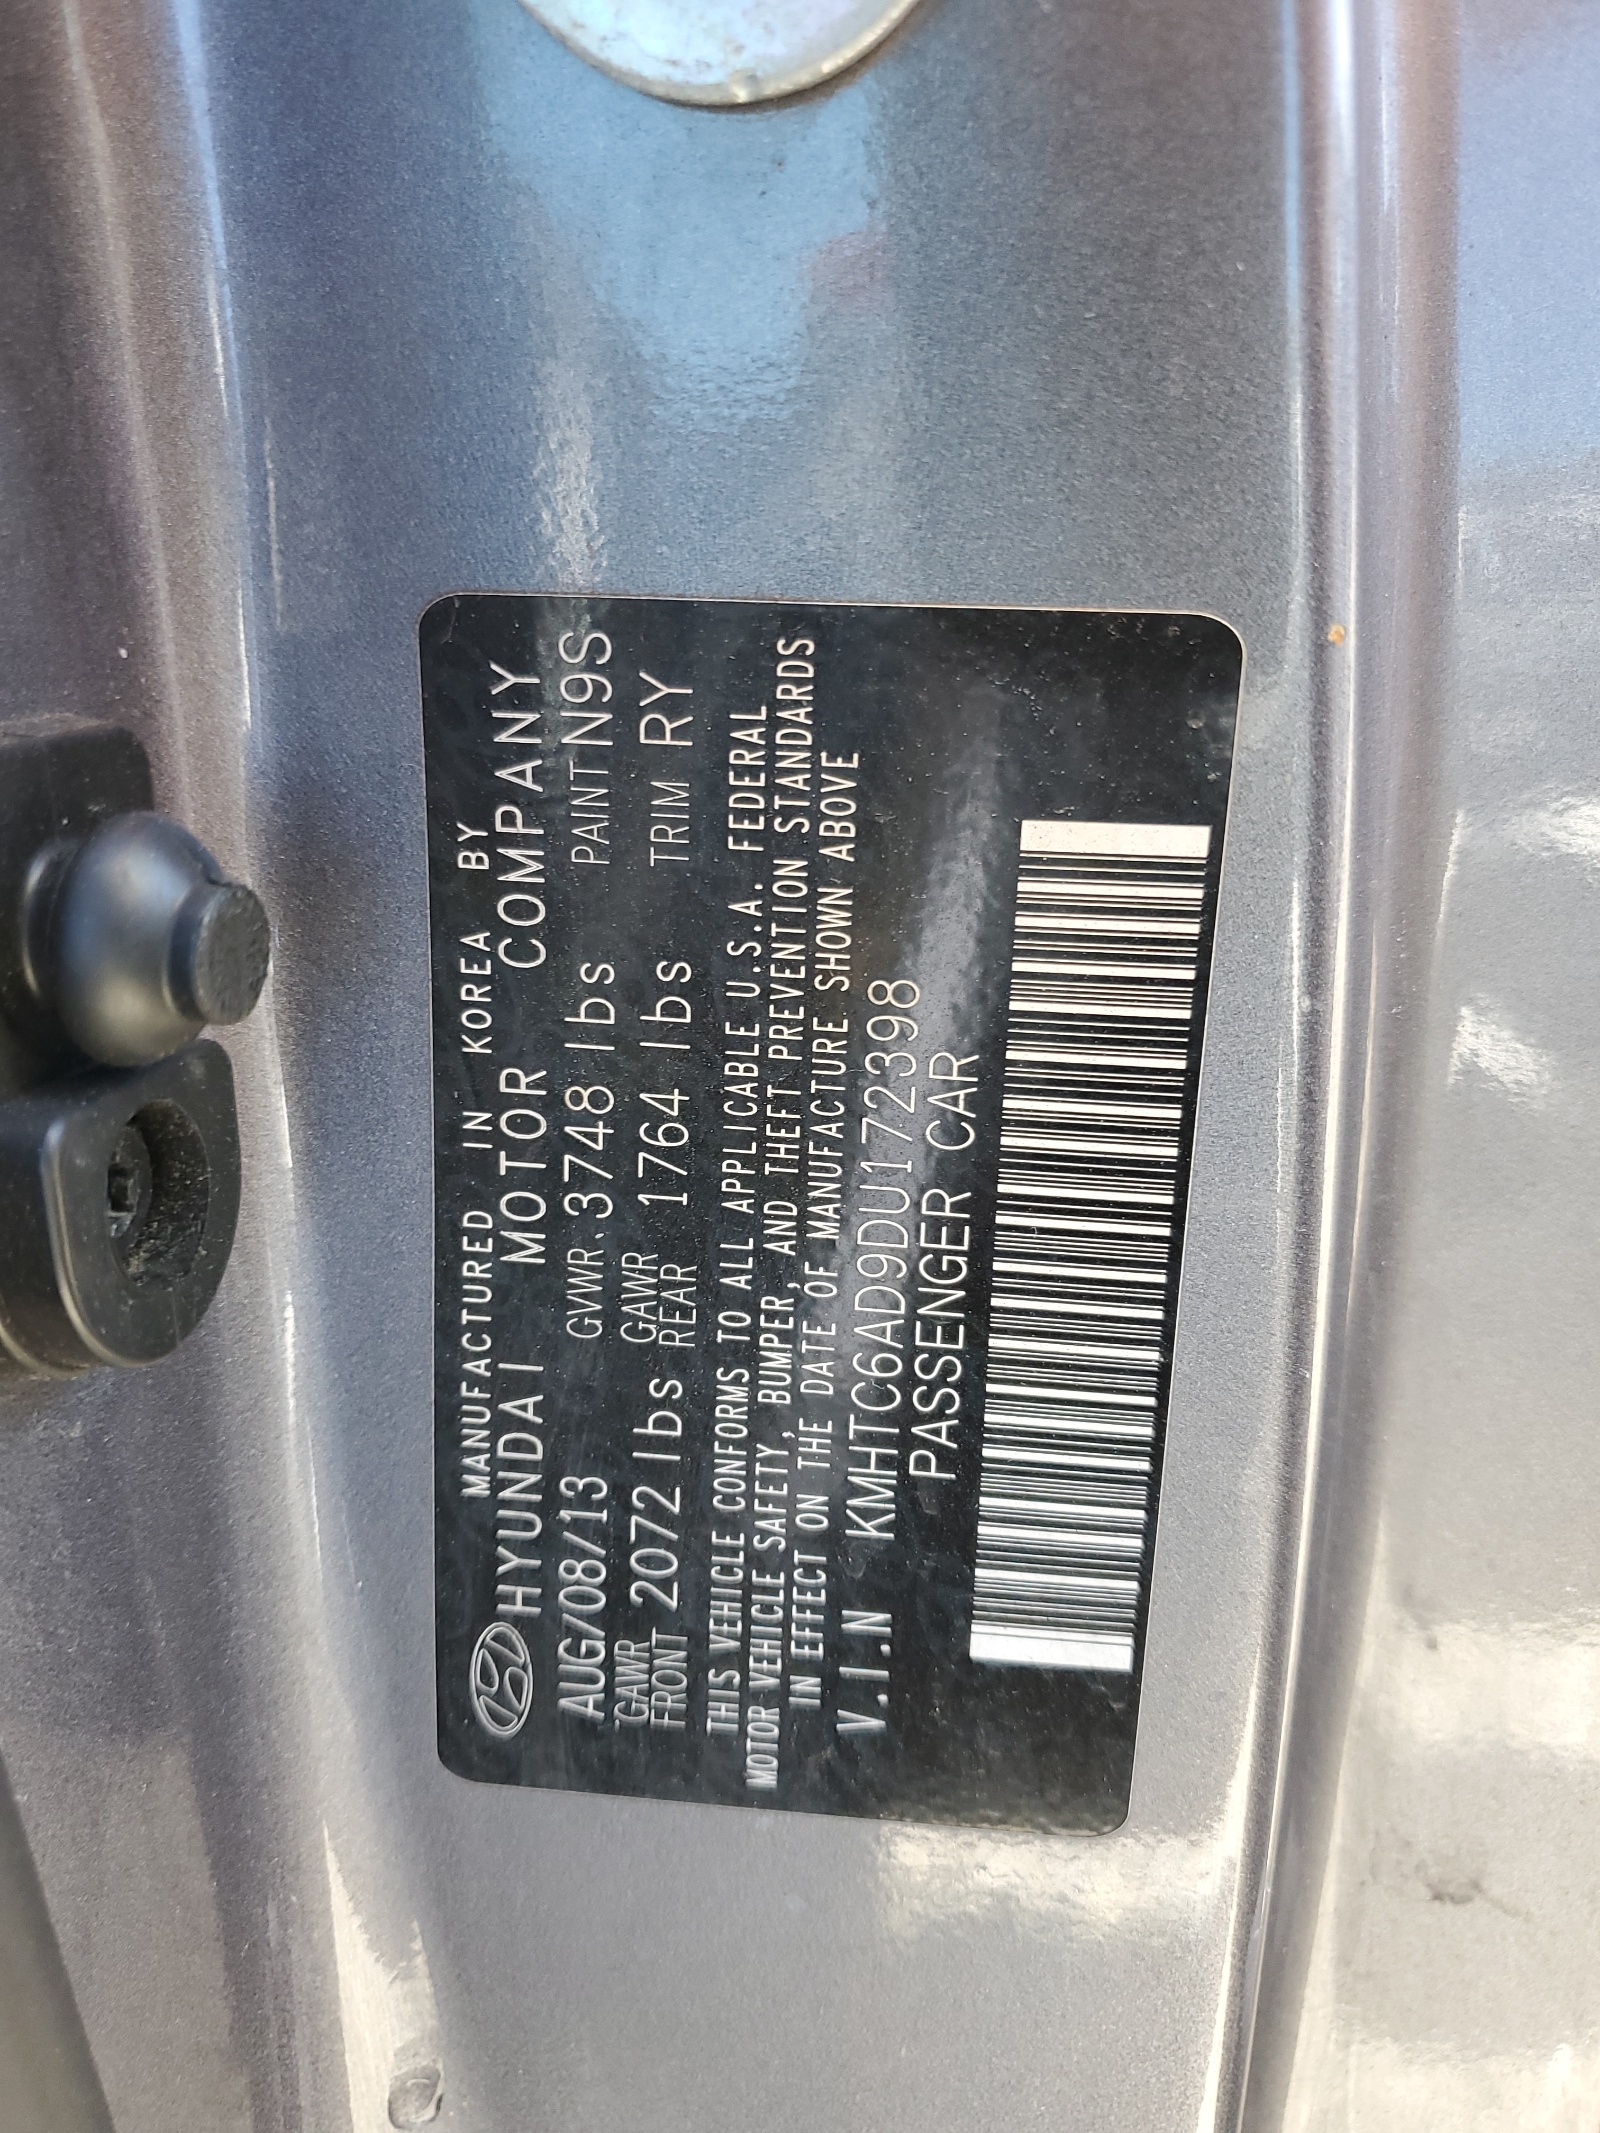 MANUFACTURED IN KOREA BY
HYUNDAI MOTOR COMPANY
AUG/08/13 GVWR. 3748 lbs PAINT N9S
GAWR FRONT 2072 lbs GAWR REAR 1764 lbs TRIM RY
THIS VEHICLE CONFORMS TO ALL APPLICABLE U.S.A. FEDERAL
MOTOR VEHICLE SAFETY, BUMPER, AND THEFT PREVENTION STANDARDS
IN EFFECT ON THE DATE OF MANUFACTURE SHOWN ABOVE
V.I.N KMHTC6AD9DU172398
PASSENGER CAR